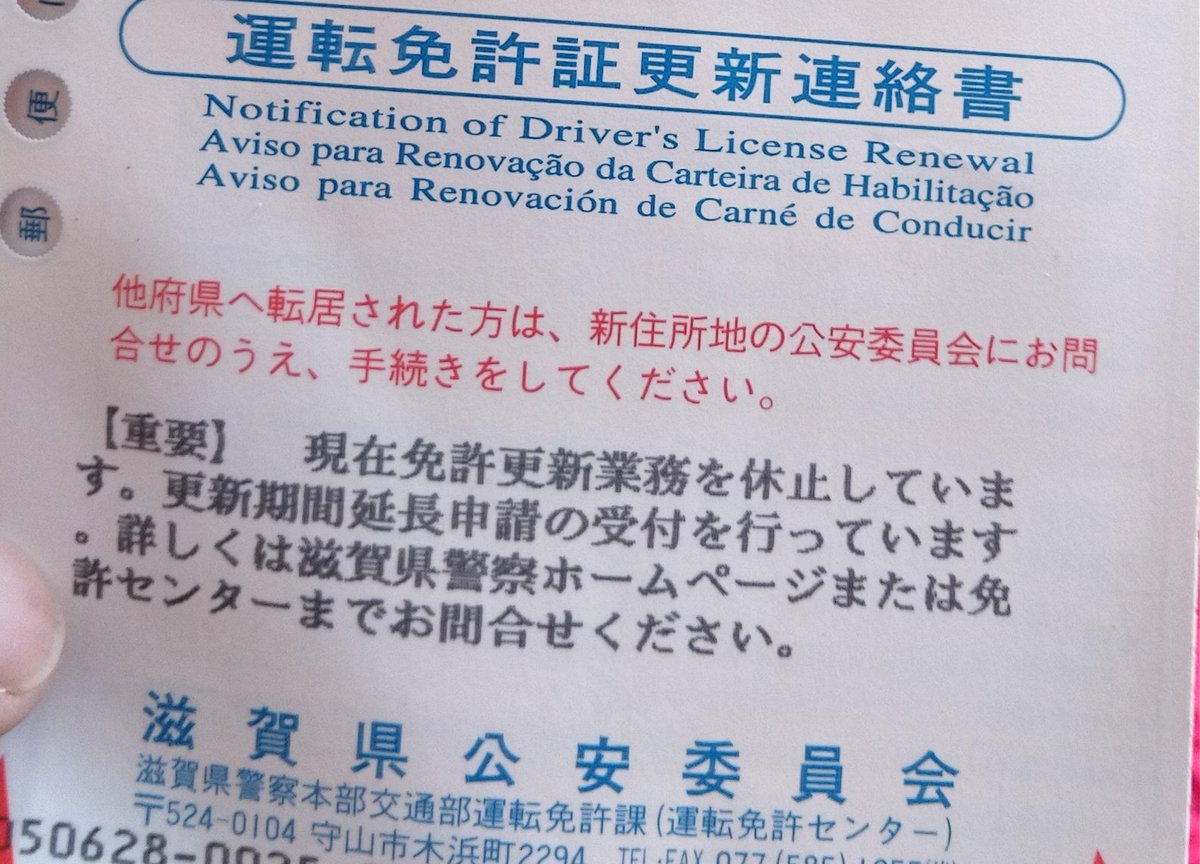 郵
便
運転免許証更新連絡書
Notification of Driver's License Renewal
Aviso para Renovação da Carteira de Habilitação
Aviso para Renovación de Carné de Conducir
他府県へ転居された方は、新住所地の公安委員会にお問
合せのうえ、手続きをしてください。
【重要】　現在免許更新業務を休止していま
す。更新期間延長申請の受付を行っています
。詳しくは滋賀県警察ホームページまたは免
許センターまでお問合せください。
滋賀県公安委員会
滋賀県警察本部交通部運転免許課(運転免許センター)
〒524-0104 守山市木浜町2294 TEL・FAX 077
50628-